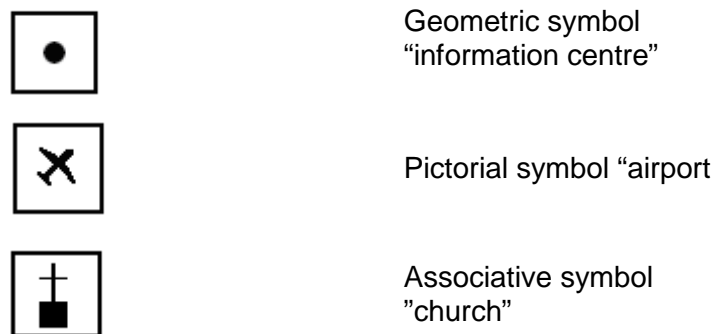 Geometric symbol
“information centre”
Pictorial symbol “airport
Associative symbol
”church”